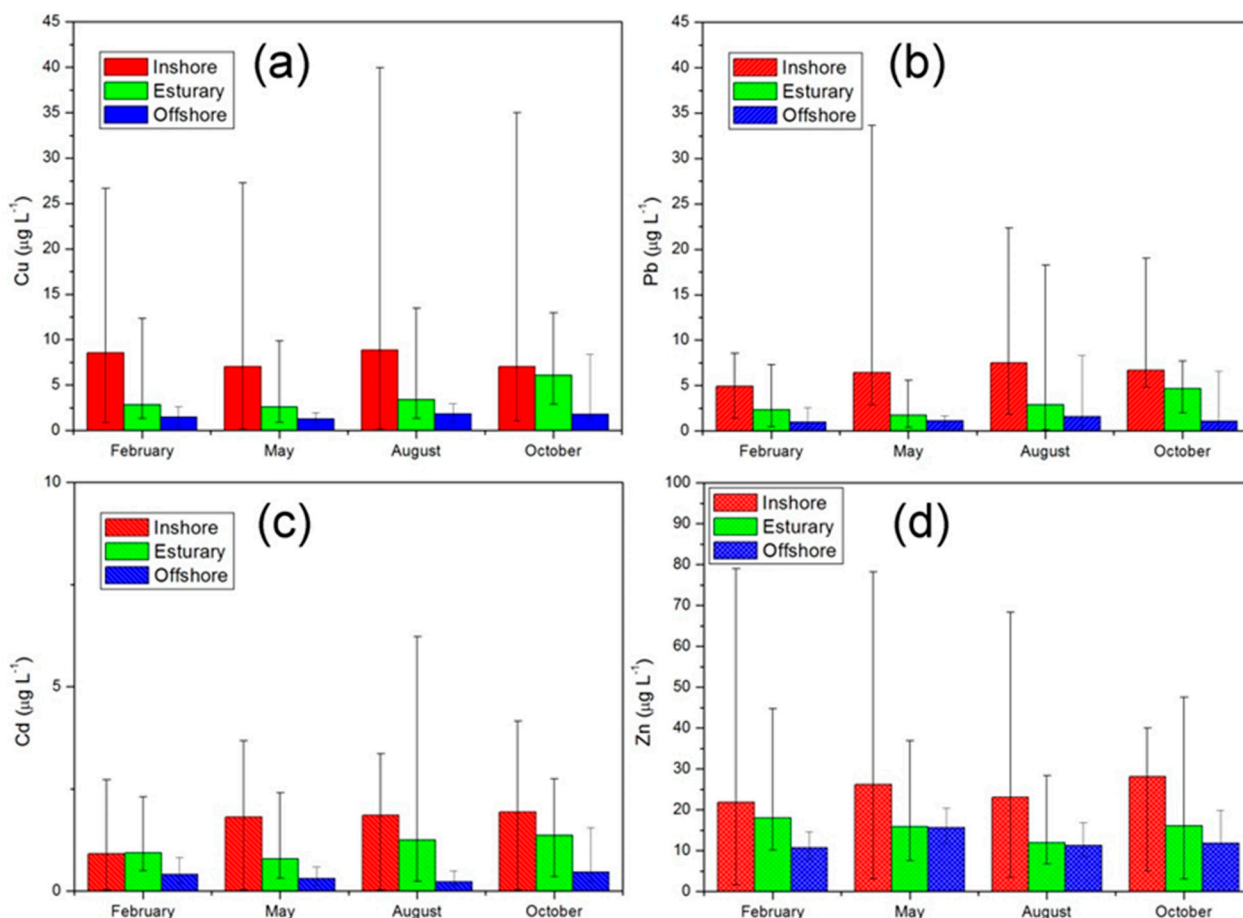 (a)
Inshore
Esturary
Offshore
Cu (µg L⁻¹)
45
40
35
30
25
20
15
10
5
0
February May August October
(b)
Inshore
Esturary
Offshore
Pb (µg L⁻¹)
45
40
35
30
25
20
15
10
5
0
February May August October
(c)
Inshore
Esturary
Offshore
Cd (µg L⁻¹)
10
5
0
February May August October
(d)
Inshore
Esturary
Offshore
Zn (µg L⁻¹)
100
90
80
70
60
50
40
30
20
10
0
February May August October